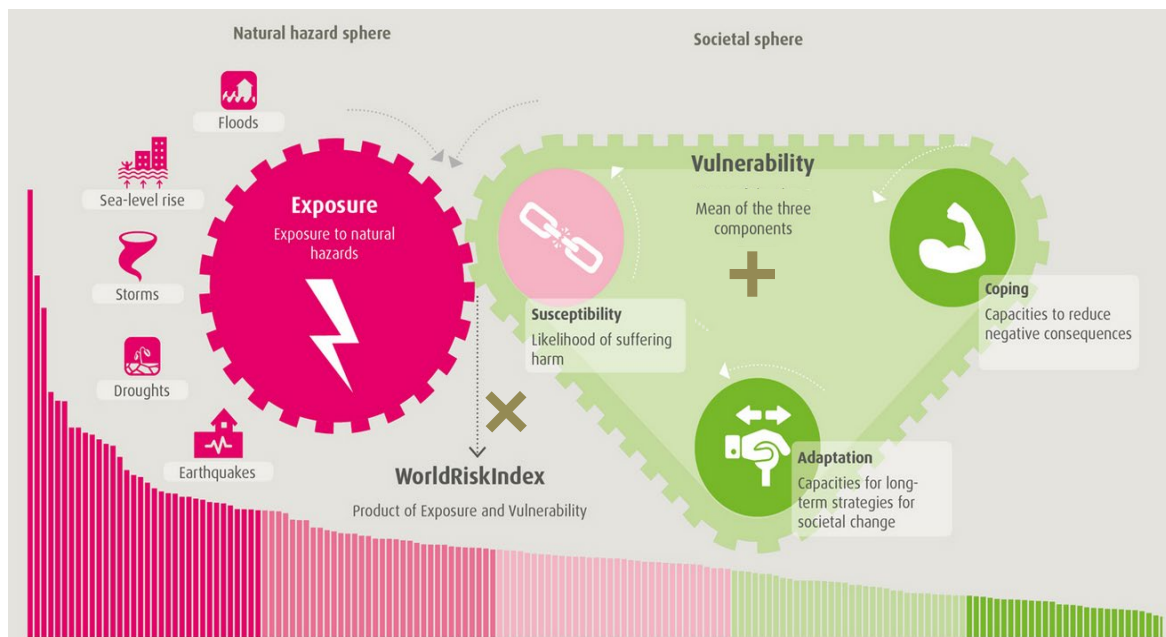 Natural hazard sphere
Societal sphere
Floods
Sea-level rise
Storms
Droughts
Earthquakes
Exposure
Exposure to natural
hazards
Vulnerability
Mean of the three
components
Susceptibility
Likelihood of suffering
harm
Coping
Capacities to reduce
negative consequences
Adaptation
Capacities for long-
term strategies for
societal change
WorldRiskIndex
Product of Exposure and Vulnerability